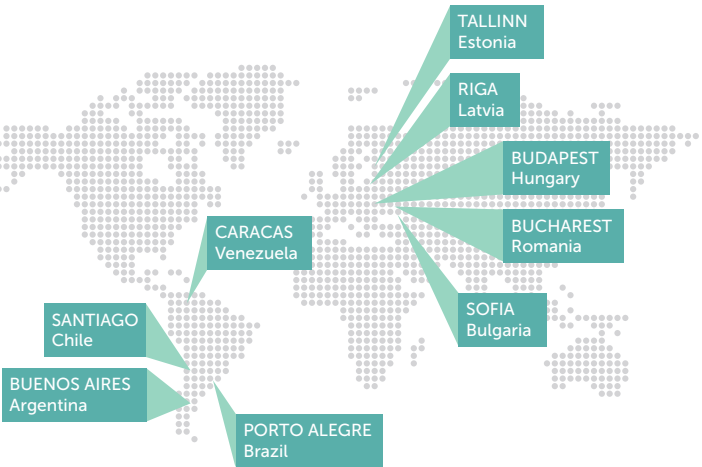 TALLINN
Estonia
RIGA
Latvia
BUDAPEST
Hungary
BUCHAREST
Romania
CARACAS
Venezuela
SOFIA
Bulgaria
SANTIAGO
Chile
BUENOS AIRES
Argentina
PORTO ALEGRE
Brazil